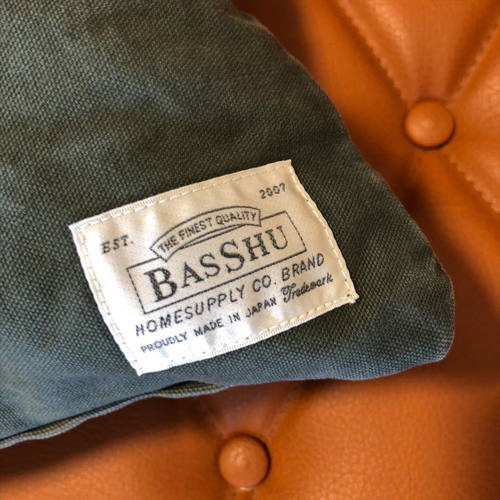 EST. 2007
THE FINEST QUALITY
BASSHU
HOMESUPPLY CO. BRAND
PROUDLY MADE IN JAPAN Trademark